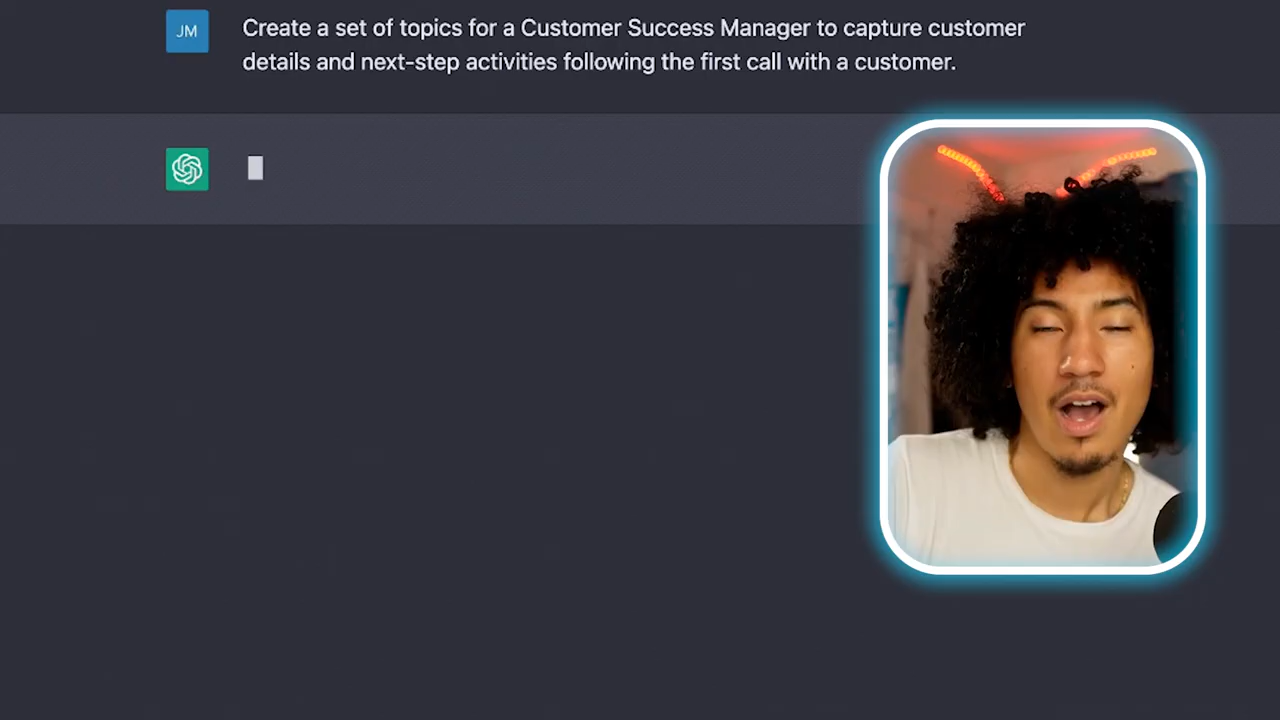 JM
Create a set of topics for a Customer Success Manager to capture customer
details and next-step activities following the first call with a customer.